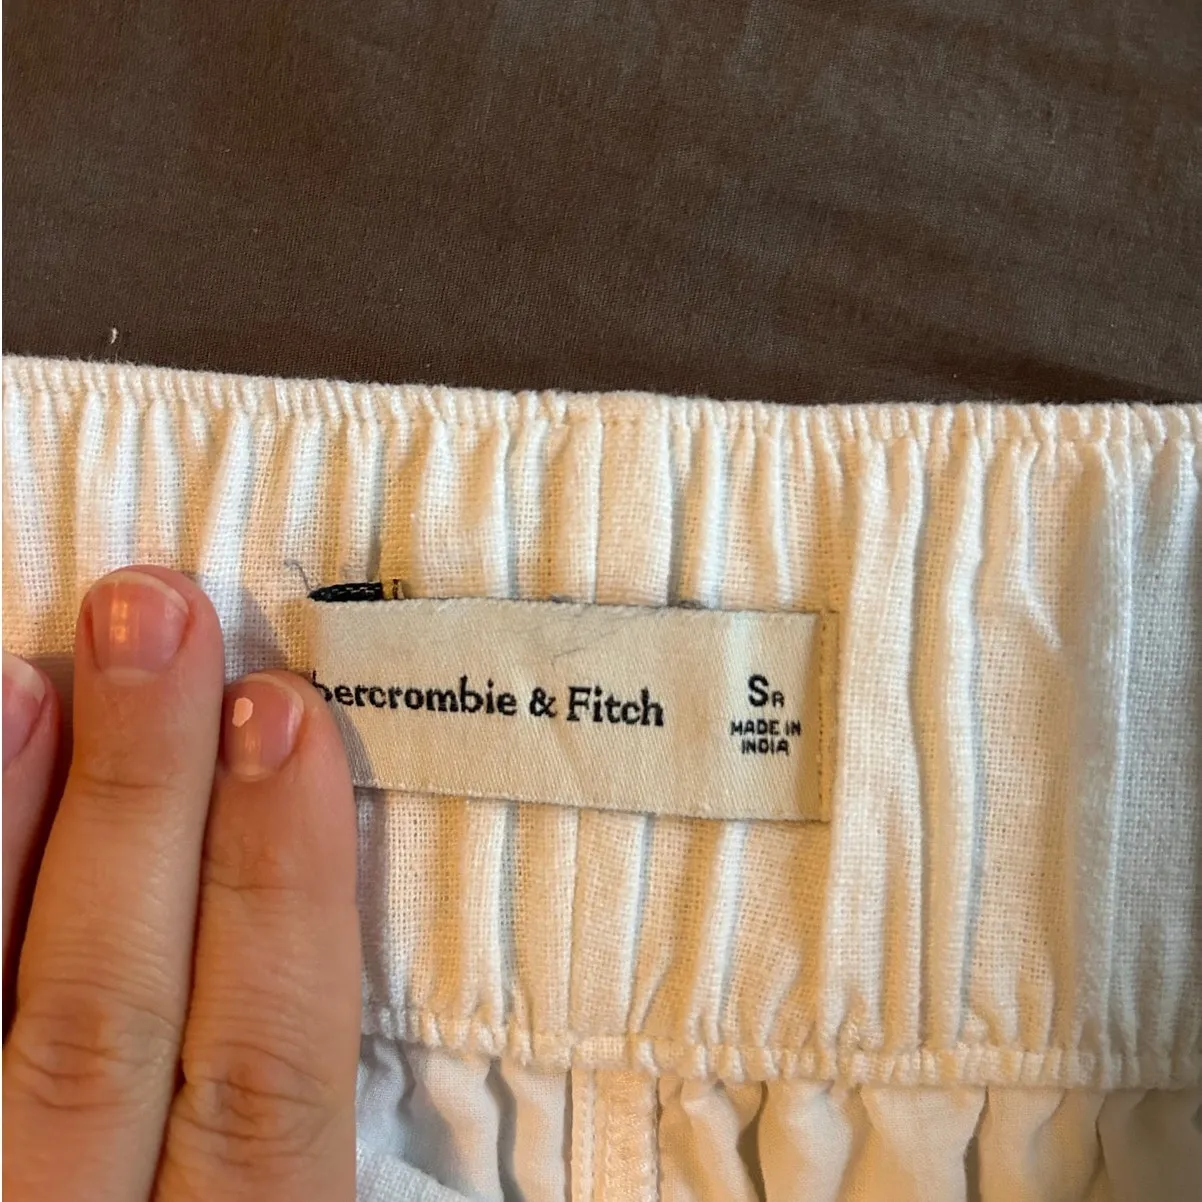 bercrombie & Fitch
SR
MADE IN
INDIA